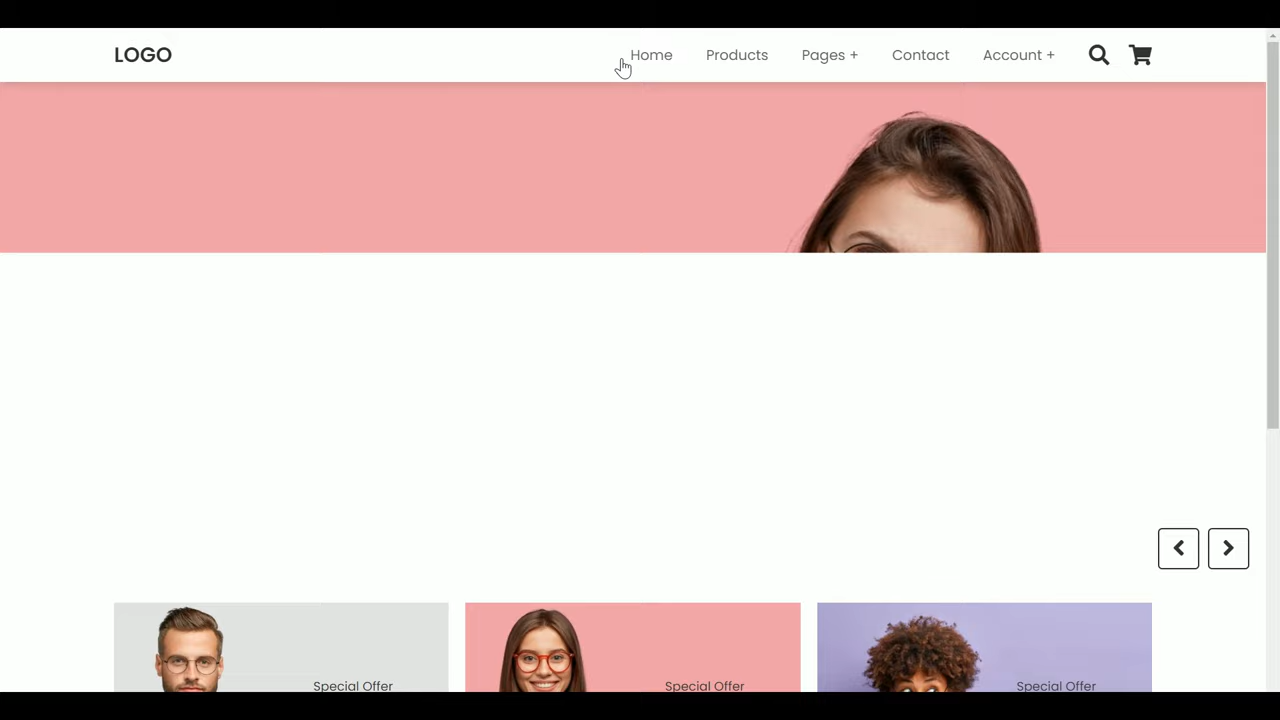 LOGO
Home Products Pages + Contact Account +
Special Offer Special Offer Special Offer